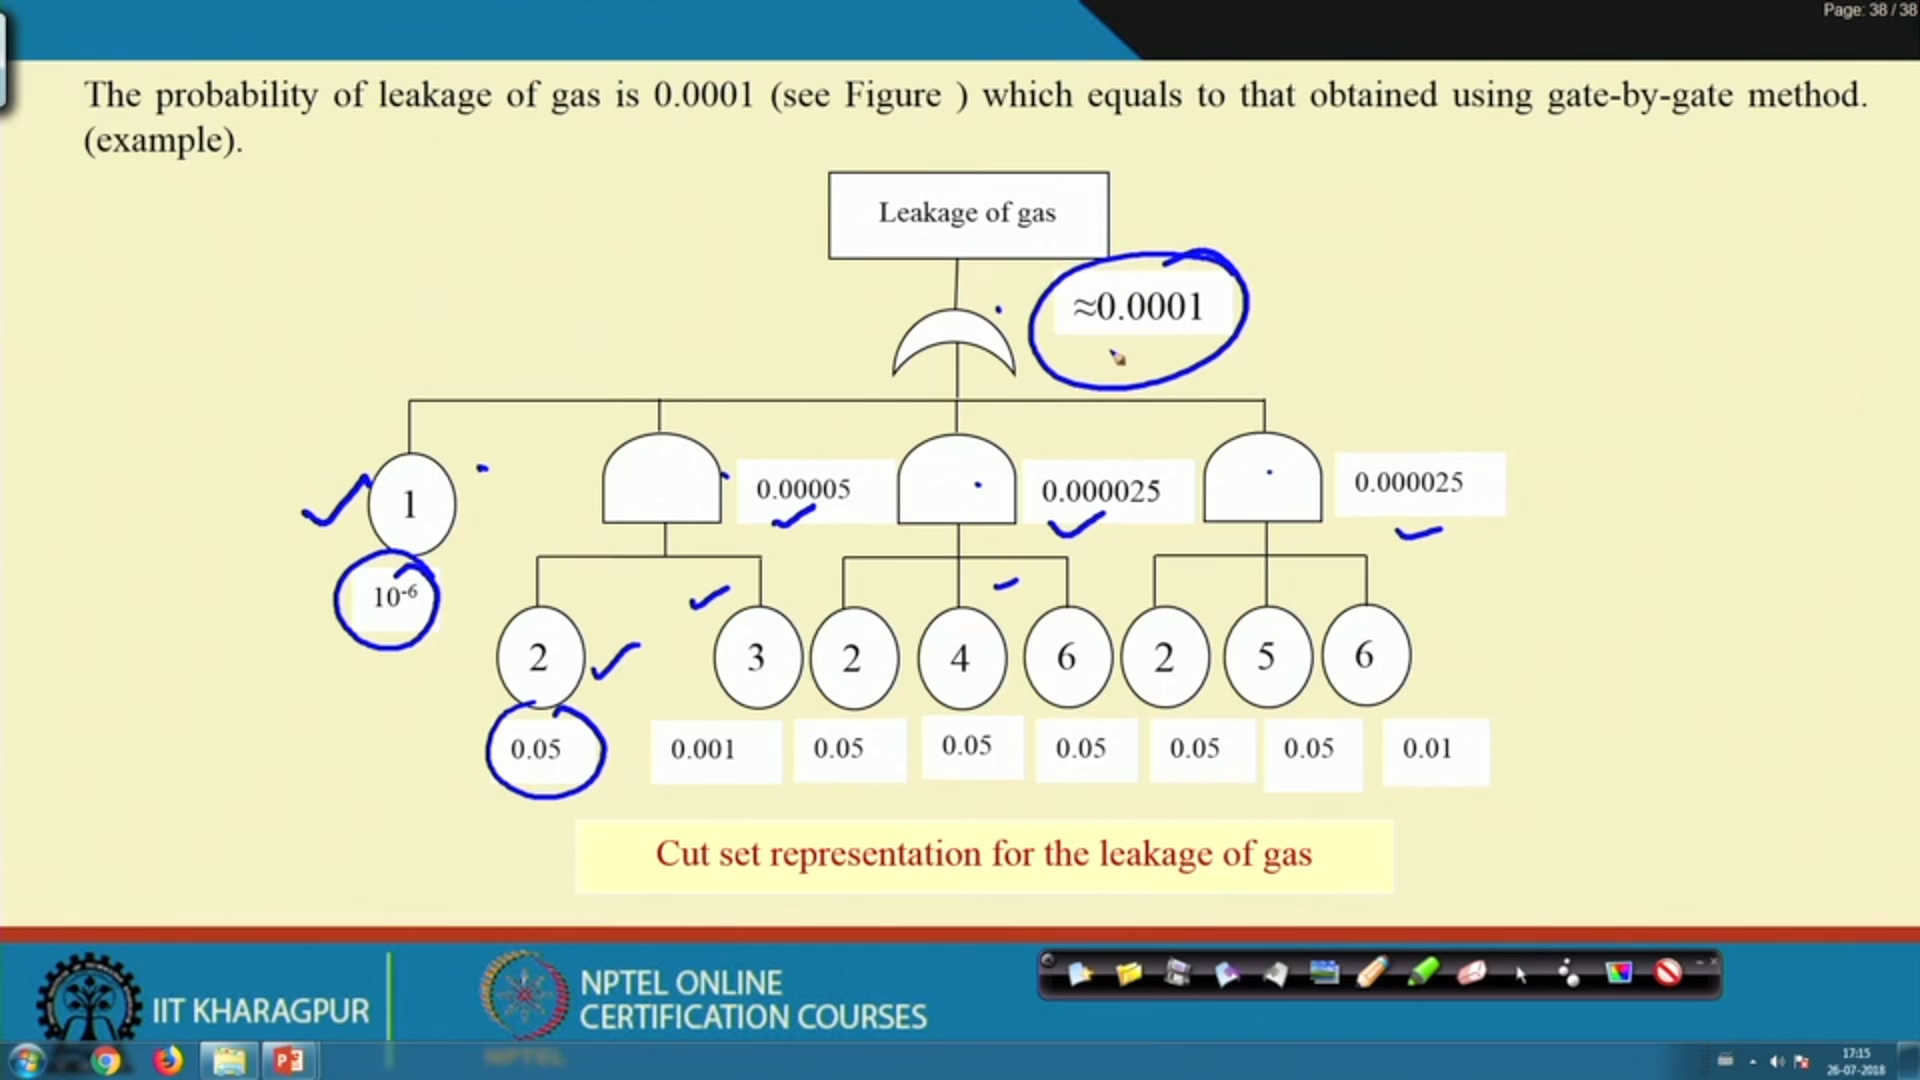 Page: 38 / 38
The probability of leakage of gas is 0.0001 (see Figure ) which equals to that obtained using gate-by-gate method.
(example).
Leakage of gas
≈0.0001
1
0.00005
0.000025
0.000025
10-6
2
3
2
4
6
2
5
6
0.05
0.001
0.05
0.05
0.05
0.05
0.05
0.01
Cut set representation for the leakage of gas
IIT KHARAGPUR
NPTEL ONLINE
CERTIFICATION COURSES
NPTEL
17:15
26-07-2018